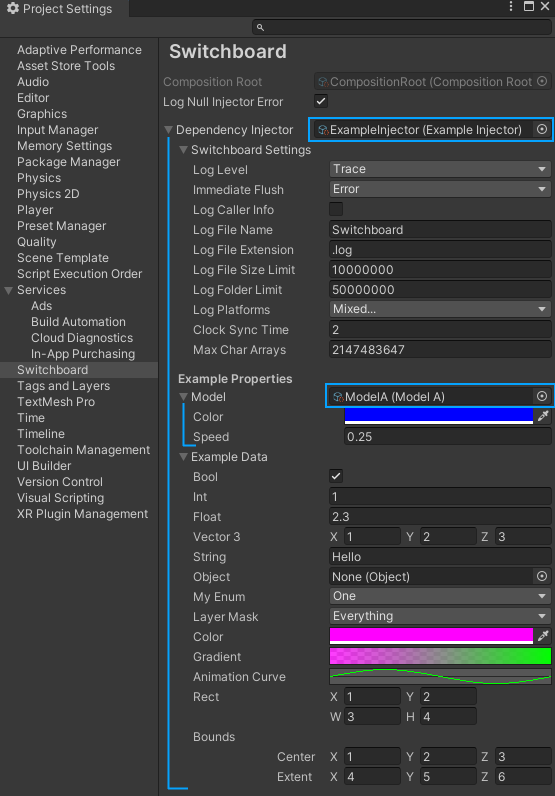 Project Settings
Adaptive Performance
Asset Store Tools
Audio
Editor
Graphics
Input Manager
Memory Settings
Package Manager
Physics
Physics 2D
Player
Preset Manager
Quality
Scene Template
Script Execution Order
Services
Ads
Build Automation
Cloud Diagnostics
In-App Purchasing
Switchboard
Tags and Layers
TextMesh Pro
Time
Timeline
Toolchain Management
UI Builder
Version Control
Visual Scripting
XR Plugin Management
Switchboard
Composition Root CompositionRoot (Composition Root
Log Null Injector Error
Dependency Injector ExampleInjector (Example Injector)
Switchboard Settings
Log Level Trace
Immediate Flush Error
Log Caller Info
Log File Name Switchboard
Log File Extension .log
Log File Size Limit 10000000
Log Folder Limit 50000000
Log Platforms Mixed...
Clock Sync Time 2
Max Char Arrays 2147483647
Example Properties
Model ModelA (Model A)
Color
Speed 0.25
Example Data
Bool
Int 1
Float 2.3
Vector 3 X 1 Y 2 Z 3
String Hello
Object None (Object)
My Enum One
Layer Mask Everything
Color
Gradient
Animation Curve
Rect X 1 Y 2
W 3 H 4
Bounds
Center X 1 Y 2 Z 3
Extent X 4 Y 5 Z 6